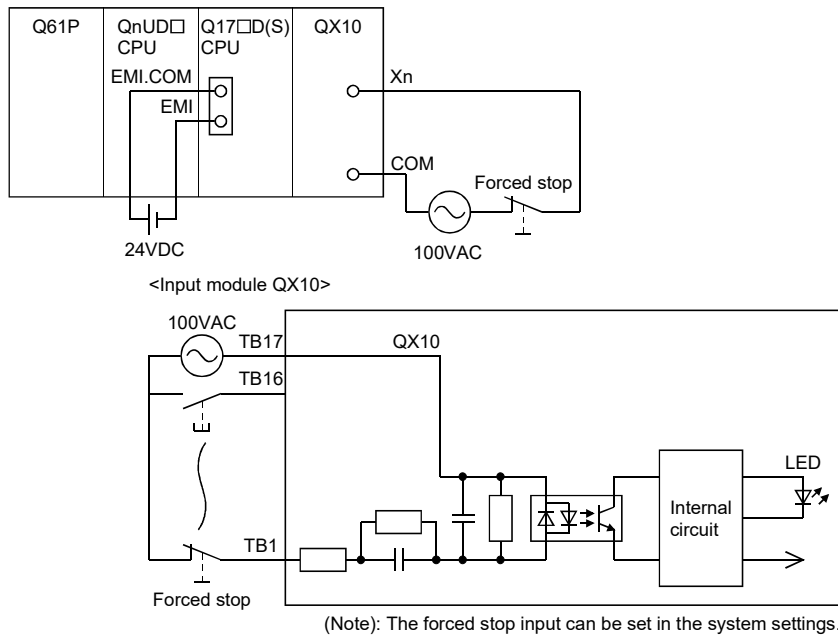 Q61P QnUD□ CPU Q17□D(S) CPU QX10
EMI.COM
EMI
Xn
COM
Forced stop
24VDC
100VAC
<Input module QX10>
100VAC
TB17
QX10
TB16
LED
Internal circuit
TB1
Forced stop
(Note): The forced stop input can be set in the system settings.